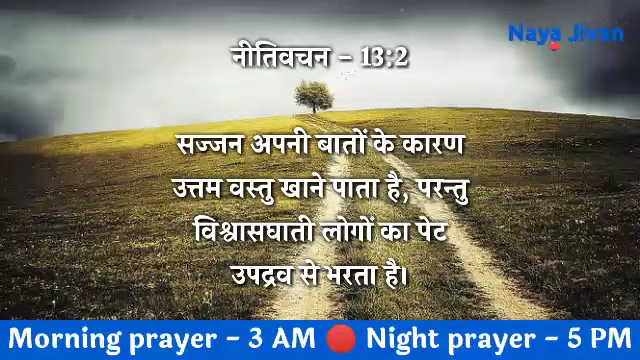 Naya Jivan
नीतिवचन - 13:2
सज्जन अपनी बातों के कारण
उत्तम वस्तु खाने पाता है, परन्तु
विश्वासघाती लोगों का पेट
उपद्रव से भरता है।
Morning prayer - 3 AM 🔴 Night prayer - 5 PM